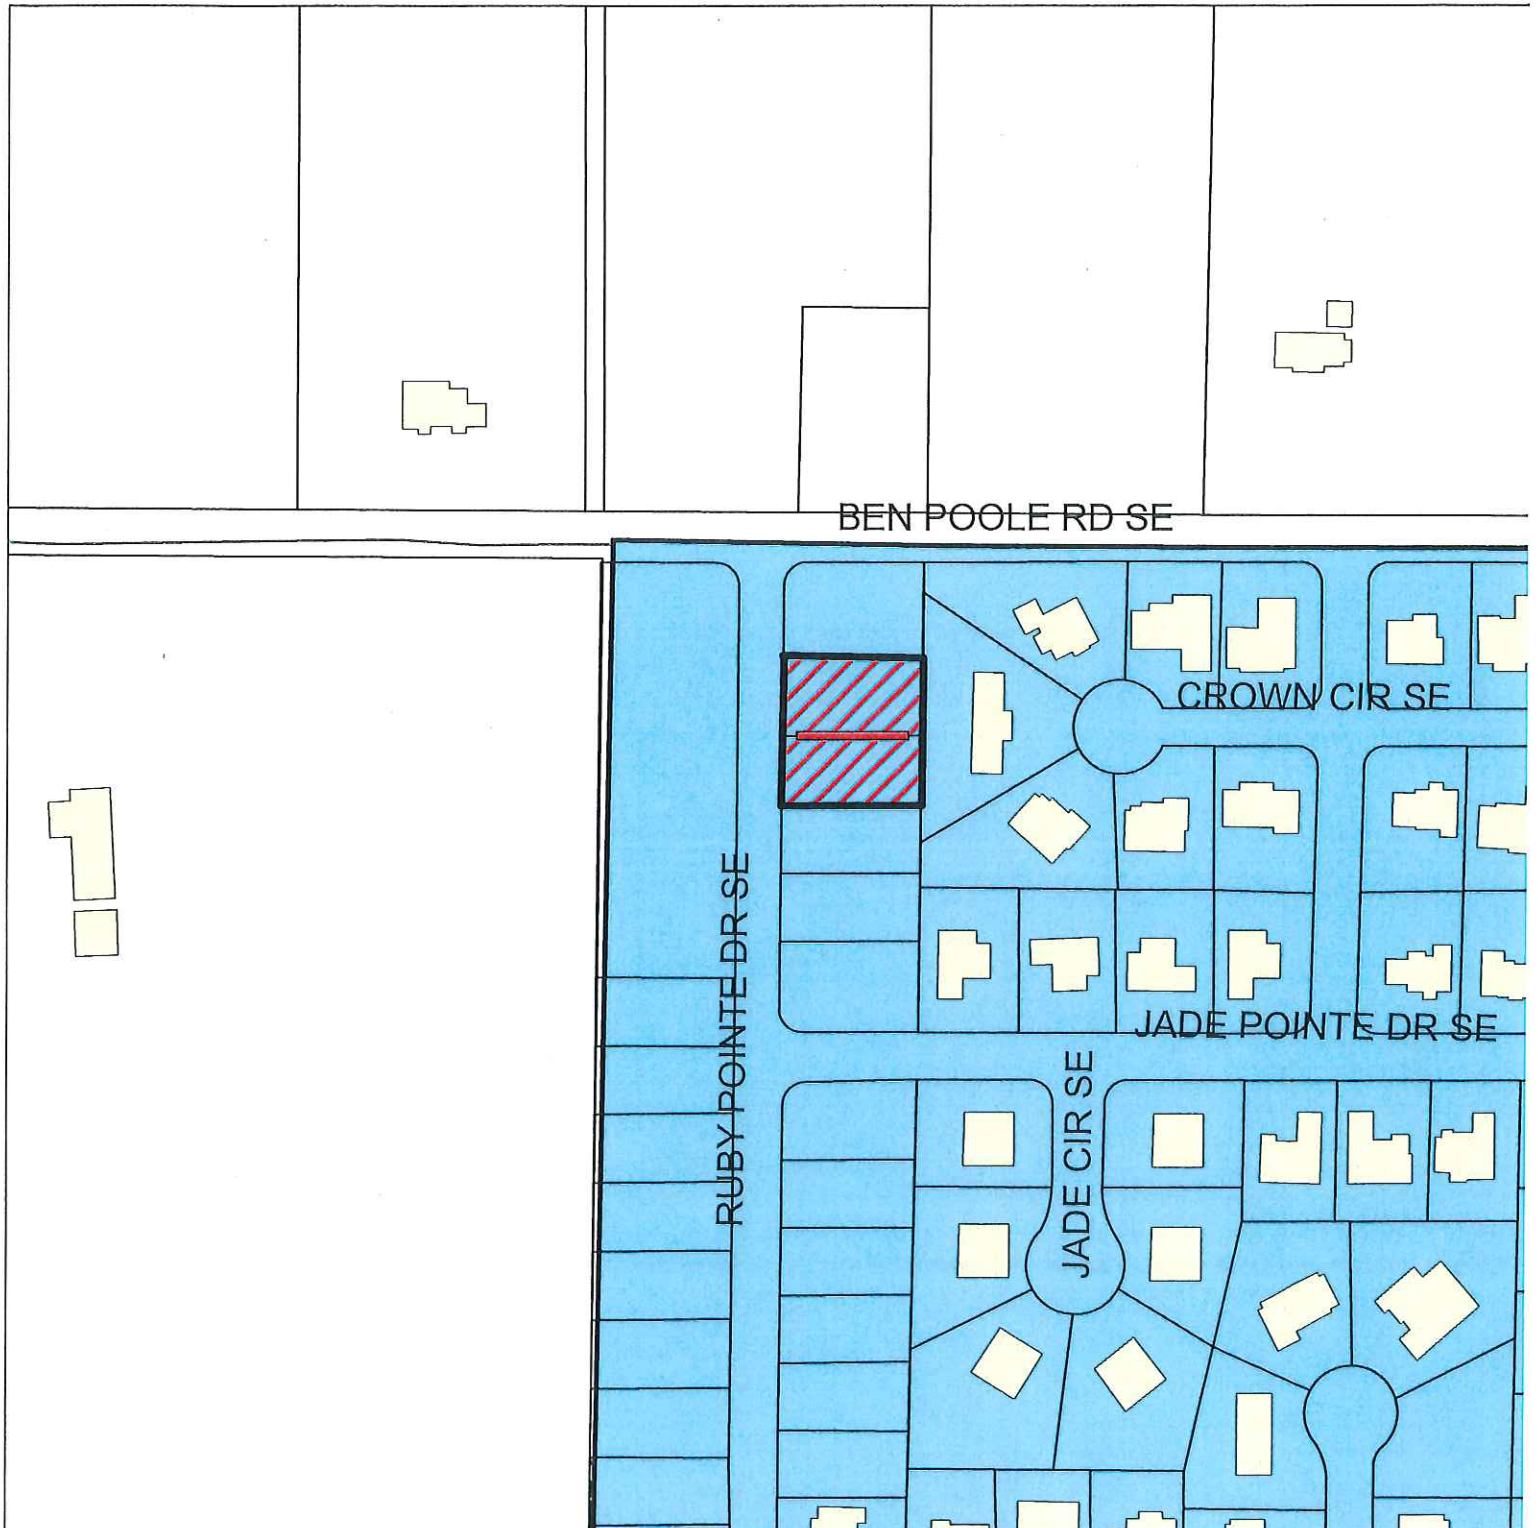 BEN POOLE RD SE
CROWN CIR SE
RUBY POINTE DR SE
JADE POINTE DR SE
JADE CIR SE